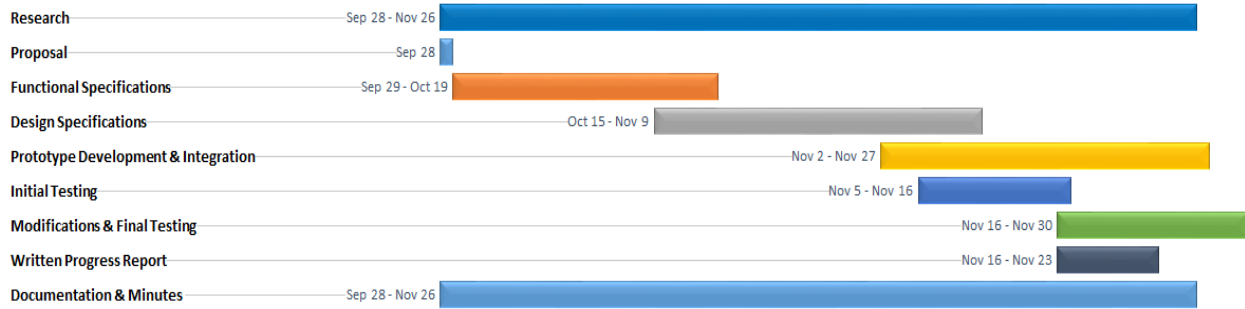 Research Sep 28 - Nov 26
Proposal Sep 28
Functional Specifications Sep 29 - Oct 19
Design Specifications Oct 15 - Nov 9
Prototype Development & Integration Nov 2 - Nov 27
Initial Testing Nov 5 - Nov 16
Modifications & Final Testing Nov 16 - Nov 30
Written Progress Report Nov 16 - Nov 23
Documentation & Minutes Sep 28 - Nov 26